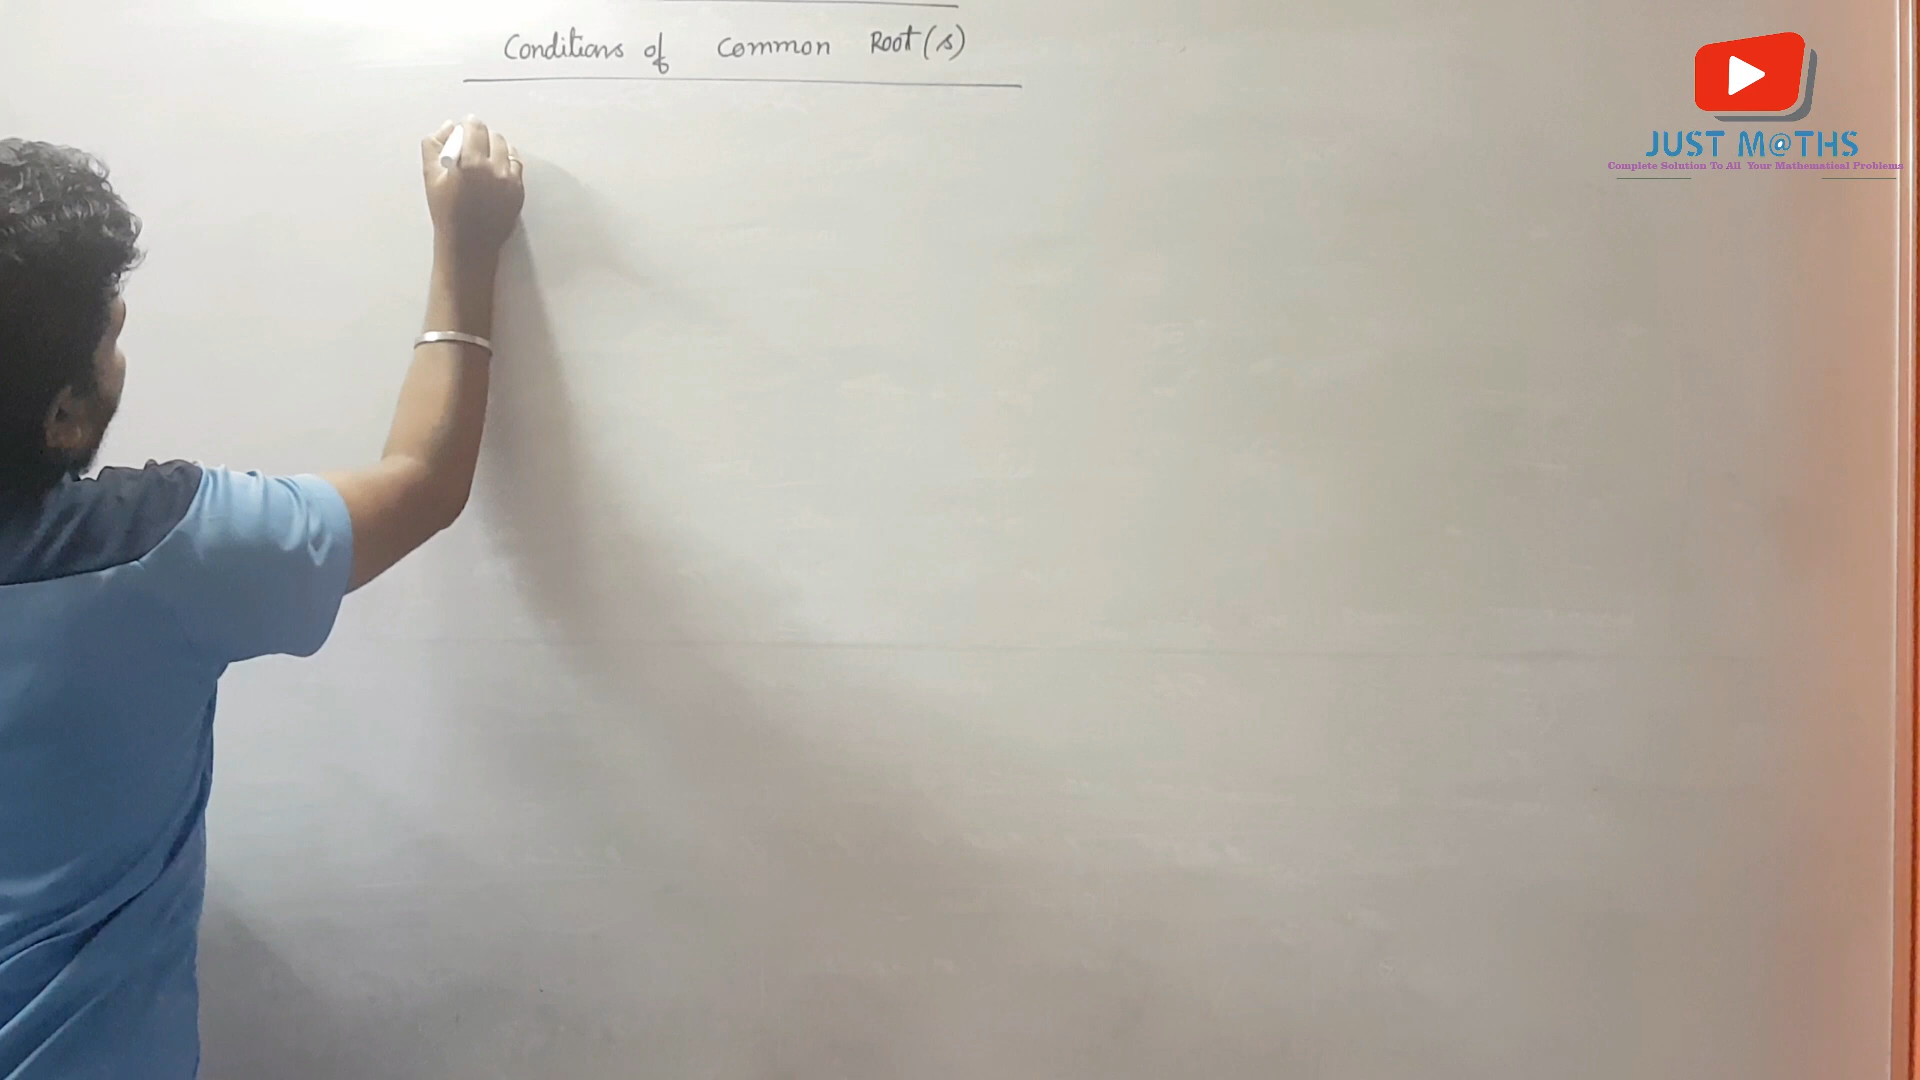 Conditions of Common Root(s)
JUST M@THS
Complete Solution To All Your Mathematical Problems